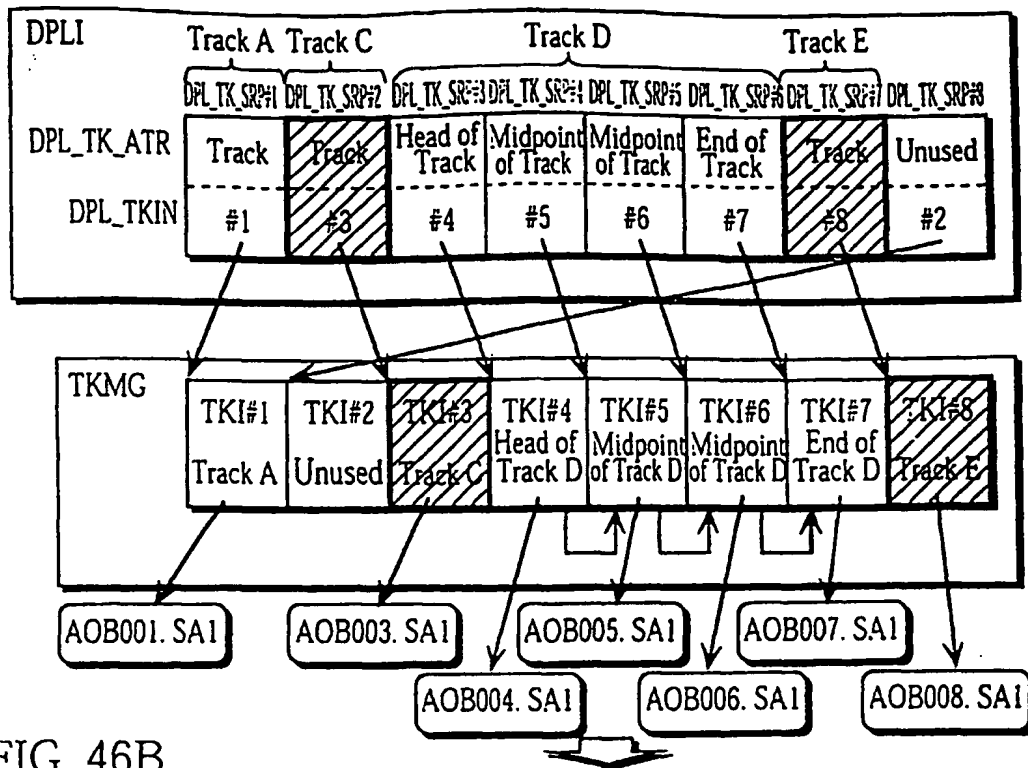 DPLI
Track A Track C Track D Track E
DPL_TK_SRP#1 DPL_TK_SRP#2 DPL_TK_SRP#3 DPL_TK_SRP#4 DPL_TK_SRP#5 DPL_TK_SRP#6 DPL_TK_SRP#7 DPL_TK_SRP#8
DPL_TK_ATR Track Track Head of Track Midpoint of Track Midpoint of Track End of Track Track Unused
DPL_TKIN #1 #3 #4 #5 #6 #7 #8 #2
TKMG
TKI#1 TKI#2 TKI#3 TKI#4 TKI#5 TKI#6 TKI#7 TKI#8
Track A Unused Track C Head of Track D Midpoint of Track D Midpoint of Track D End of Track D Track E
AOB001. SA1 AOB003. SA1 AOB005. SA1 AOB007. SA1
AOB004. SA1 AOB006. SA1 AOB008. SA1
FIG. 46B